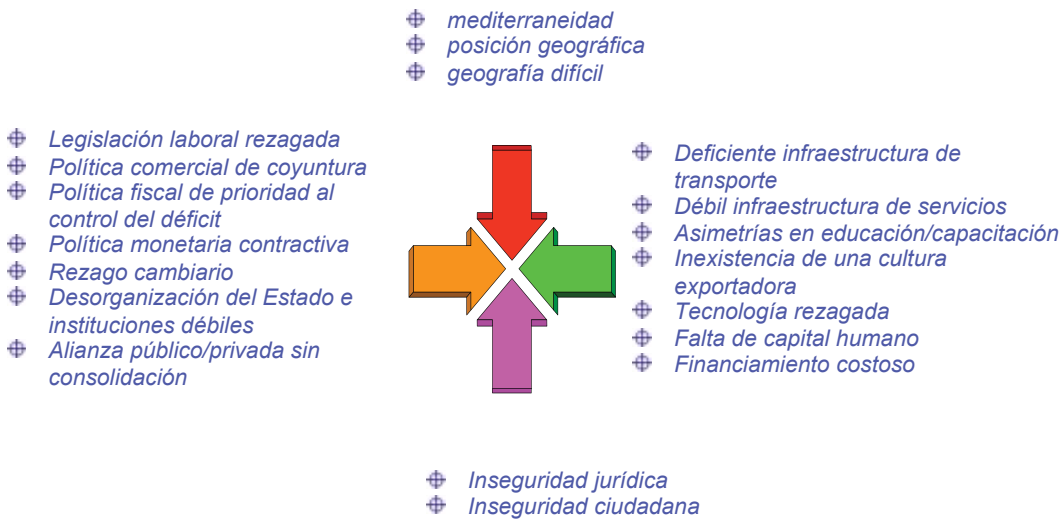 mediterraneidad
posición geográfica
geografía difícil
Legislación laboral rezagada
Política comercial de coyuntura
Política fiscal de prioridad al
control del déficit
Política monetaria contractiva
Rezago cambiario
Desorganización del Estado e
instituciones débiles
Alianza público/privada sin
consolidación
Deficiente infraestructura de
transporte
Débil infraestructura de servicios
Asimetrías en educación/capacitación
Inexistencia de una cultura
exportadora
Tecnología rezagada
Falta de capital humano
Financiamiento costoso
Inseguridad jurídica
Inseguridad ciudadana